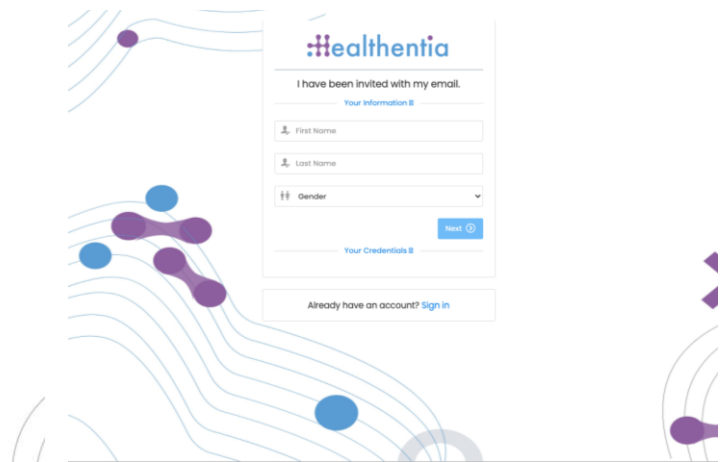 Healthentia
I have been invited with my email.
Your Information
First Name
Last Name
Gender
Next
Your Credentials
Already have an account? Sign in